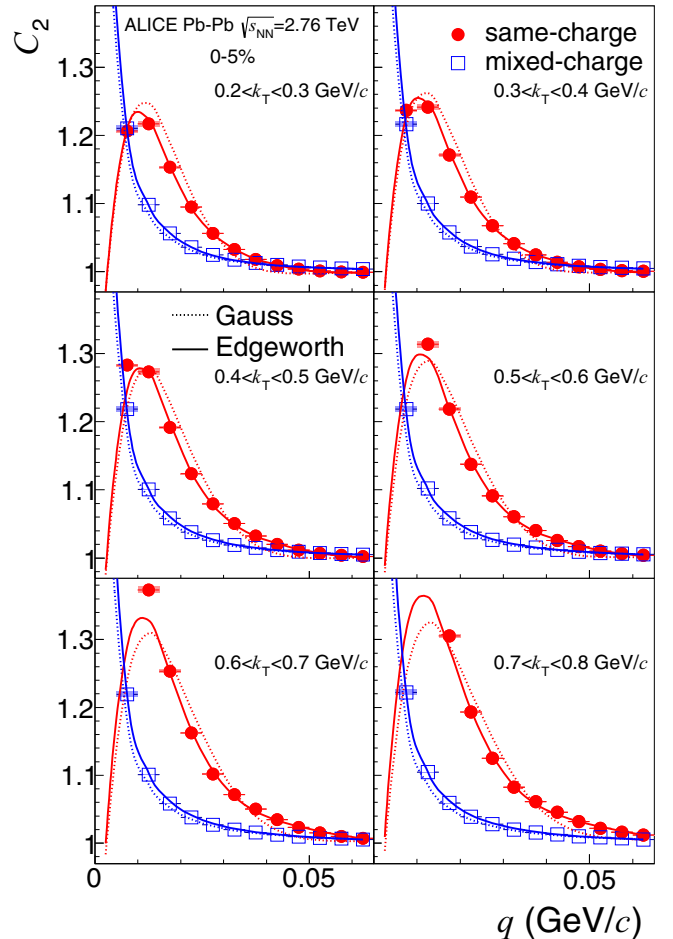 C₂
ALICE Pb-Pb √sNN=2.76 TeV
0-5%
0.2<kT<0.3 GeV/c
same-charge
mixed-charge
0.3<kT<0.4 GeV/c
1.3
1.2
1.1
1
Gauss
Edgeworth
0.4<kT<0.5 GeV/c
0.5<kT<0.6 GeV/c
1.3
1.2
1.1
1
0.6<kT<0.7 GeV/c
0.7<kT<0.8 GeV/c
1.3
1.2
1.1
1
0 0.05 0.05
q (GeV/c)